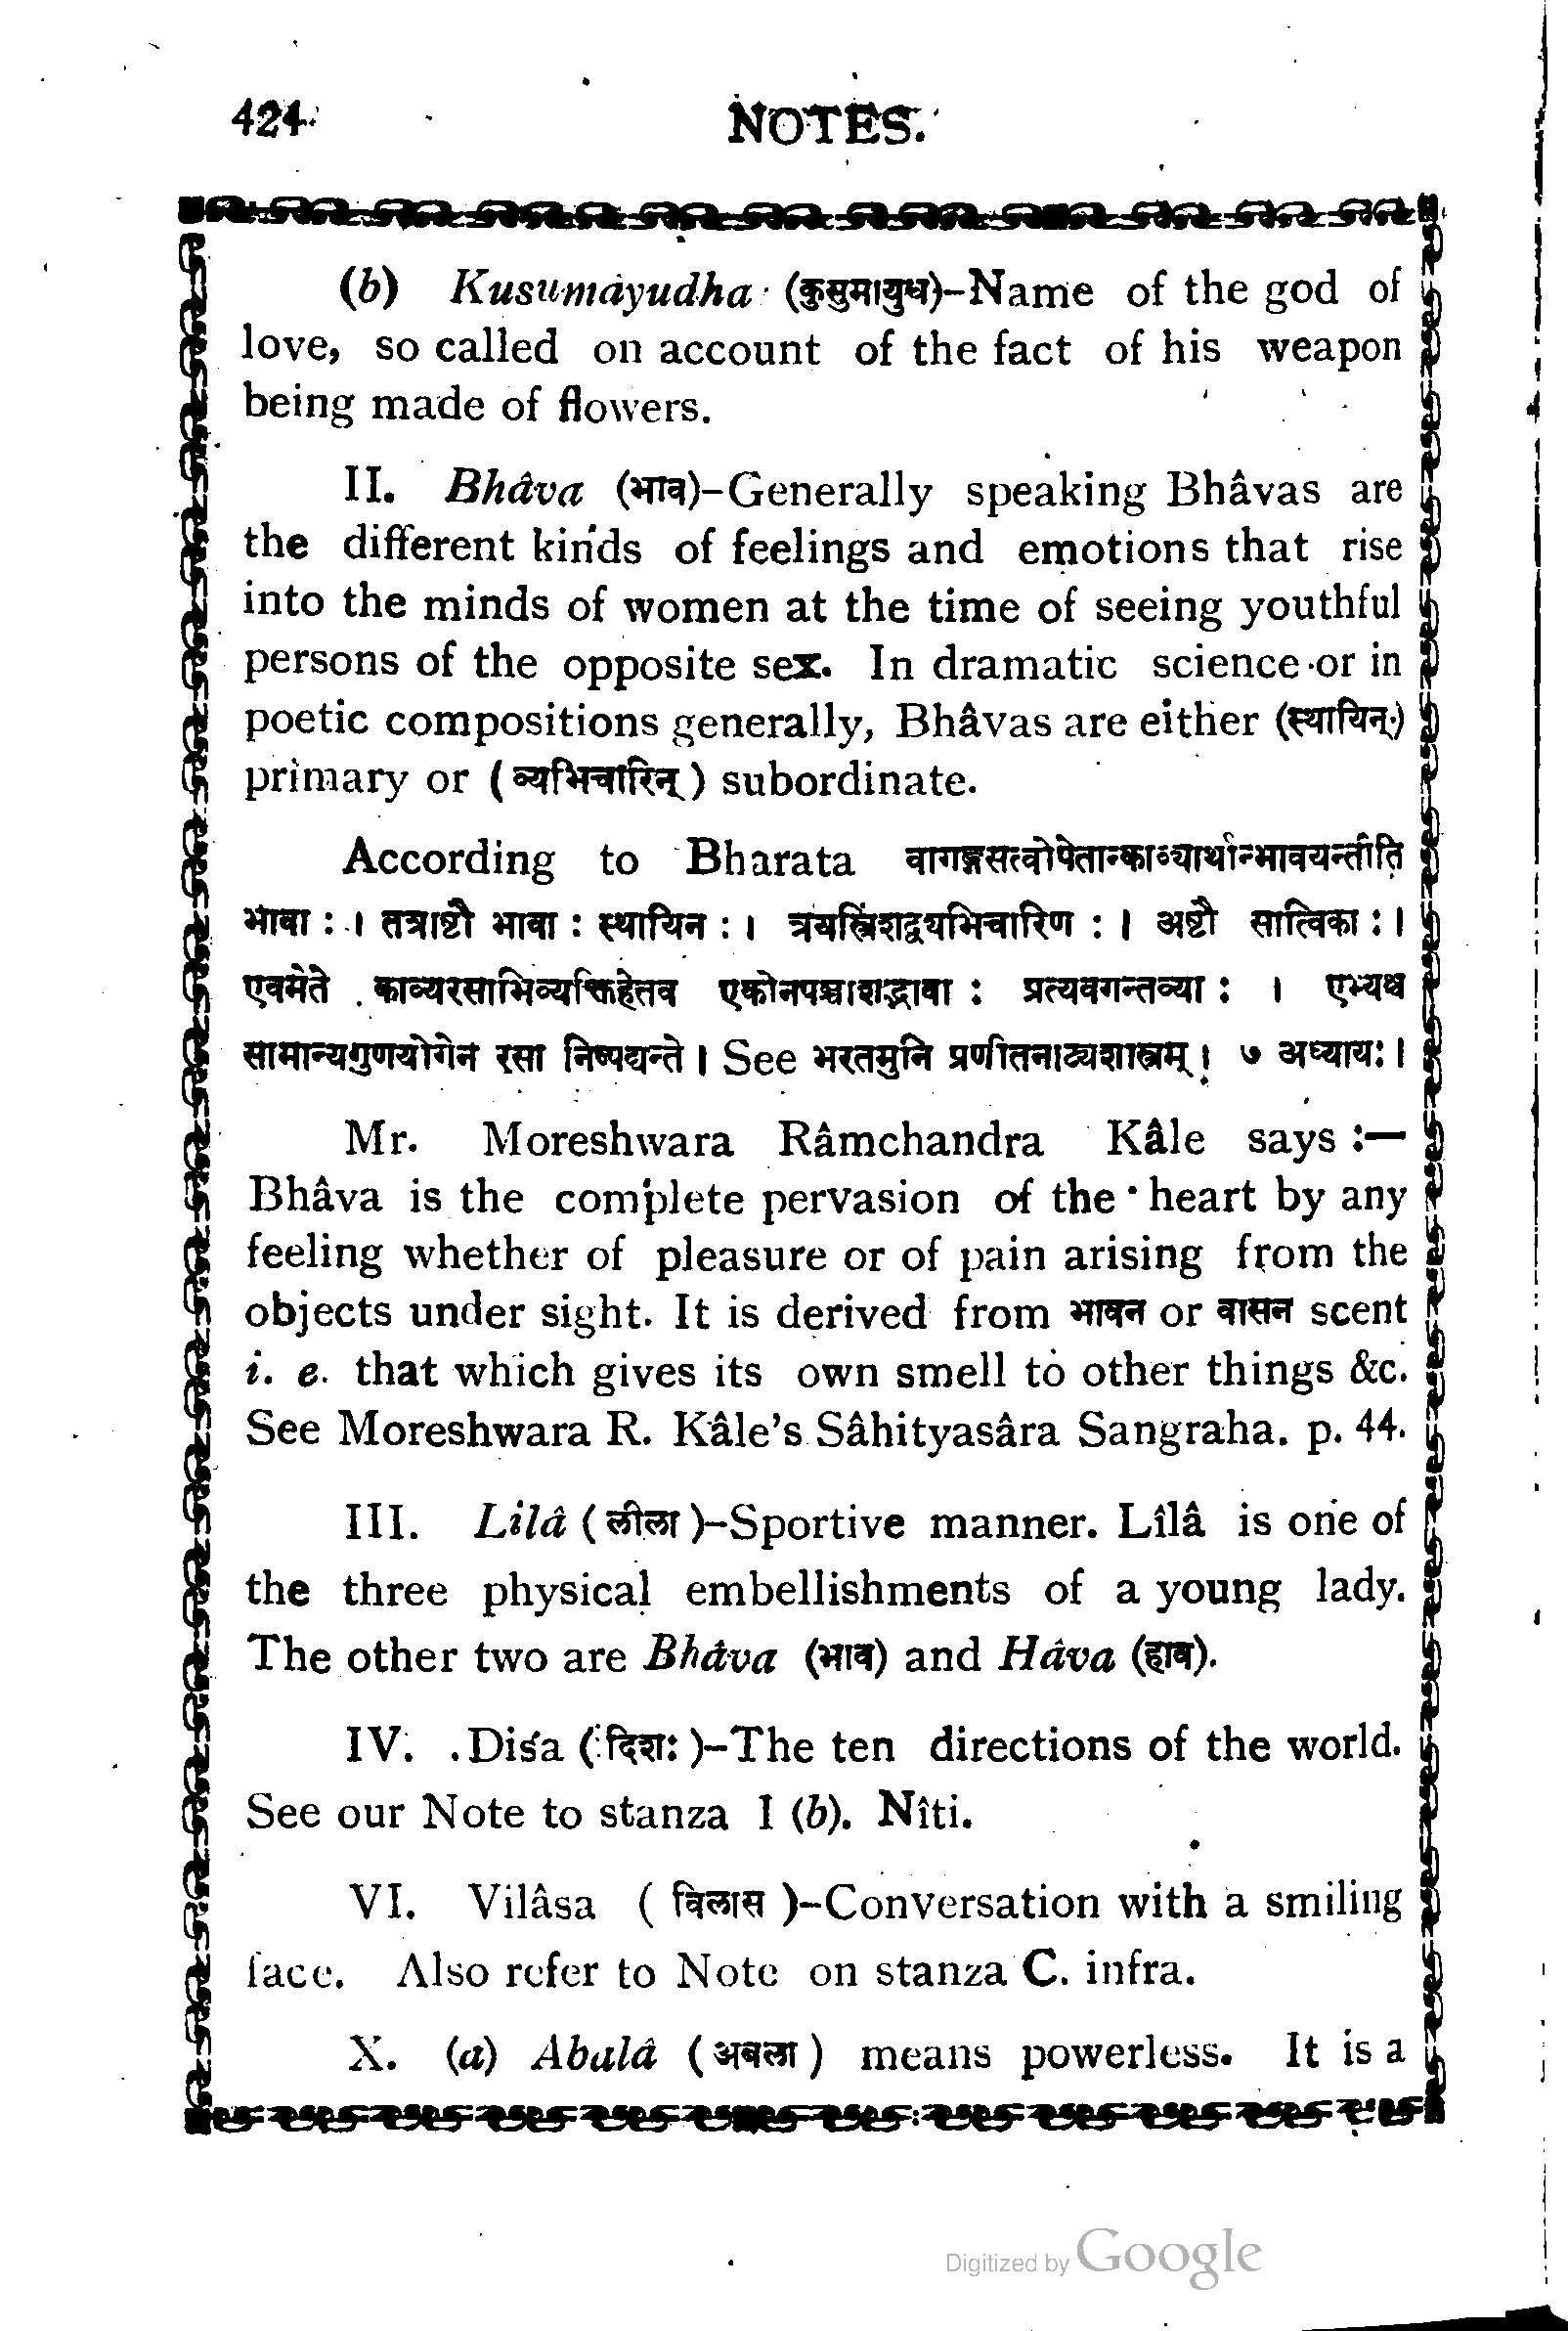 424
NOTES.
(b) Kusumâyudha (कुसुमायुध)-Name of the god of
love, so called on account of the fact of his weapon
being made of flowers.
II. Bhâva (भाव)-Generally speaking Bhâvas are
the different kinds of feelings and emotions that rise
into the minds of women at the time of seeing youthful
persons of the opposite sex. In dramatic science or in
poetic compositions generally, Bhâvas are either (स्थायिन्)
primary or ( व्यभिचारिन् ) subordinate.
According to Bharata वागङ्गसत्वोपेतान्काव्यार्थान्भावयन्तीति
भावा : । तत्राष्टौ भावा : स्थायिन : । त्रयस्त्रिंशद्व्यभिचारिण : । अष्टौ सात्विका : ।
एवमेते काव्यरसाभिव्यक्तिहेतव एकोनपञ्चाशद्भावा : प्रत्यवगन्तव्या : । एभ्यश्च
सामान्यगुणयोगेन रसा निष्पद्यन्ते । See भरतमुनि प्रणीतनाट्यशास्त्रम् । ७ अध्यायः ।
Mr. Moreshwara Râmchandra Kâle says :—
Bhâva is the complete pervasion of the heart by any
feeling whether of pleasure or of pain arising from the
objects under sight. It is derived from भावन or वासन scent
i. e. that which gives its own smell to other things &c.
See Moreshwara R. Kâle's Sâhityasâra Sangraha. p. 44.
III. Lilâ ( लीला )-Sportive manner. Lîlâ is one of
the three physical embellishments of a young lady.
The other two are Bhâva (भाव) and Hâva (हाव).
IV. Diśa ( दिशः )-The ten directions of the world.
See our Note to stanza I (b). Nîti.
VI. Vilâsa ( विलास )-Conversation with a smiling
face. Also refer to Note on stanza C. infra.
X. (a) Abalâ ( अबला ) means powerless. It is a
Digitized by Google